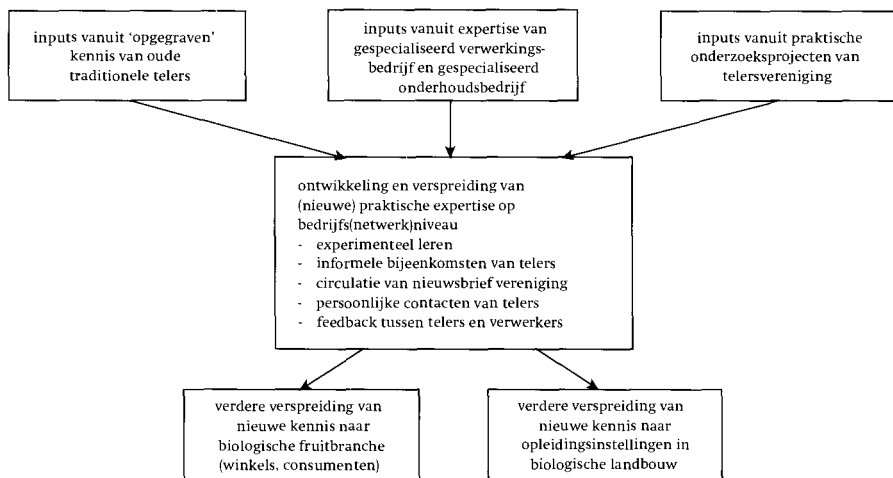 inputs vanuit ‘opgegraven’
kennis van oude
traditionele telers
inputs vanuit expertise van
gespecialiseerd verwerkings-
bedrijf en gespecialiseerd
onderhoudsbedrijf
inputs vanuit praktische
onderzoeksprojecten van
telersvereniging
ontwikkeling en verspreiding van
(nieuwe) praktische expertise op
bedrijfs(netwerk)niveau
- experimenteel leren
- informele bijeenkomsten van telers
- circulatie van nieuwsbrief vereniging
- persoonlijke contacten van telers
- feedback tussen telers en verwerkers
verdere verspreiding van
nieuwe kennis naar
biologische fruitbranche
(winkels, consumenten)
verdere verspreiding van
nieuwe kennis naar
opleidingsinstellingen in
biologische landbouw